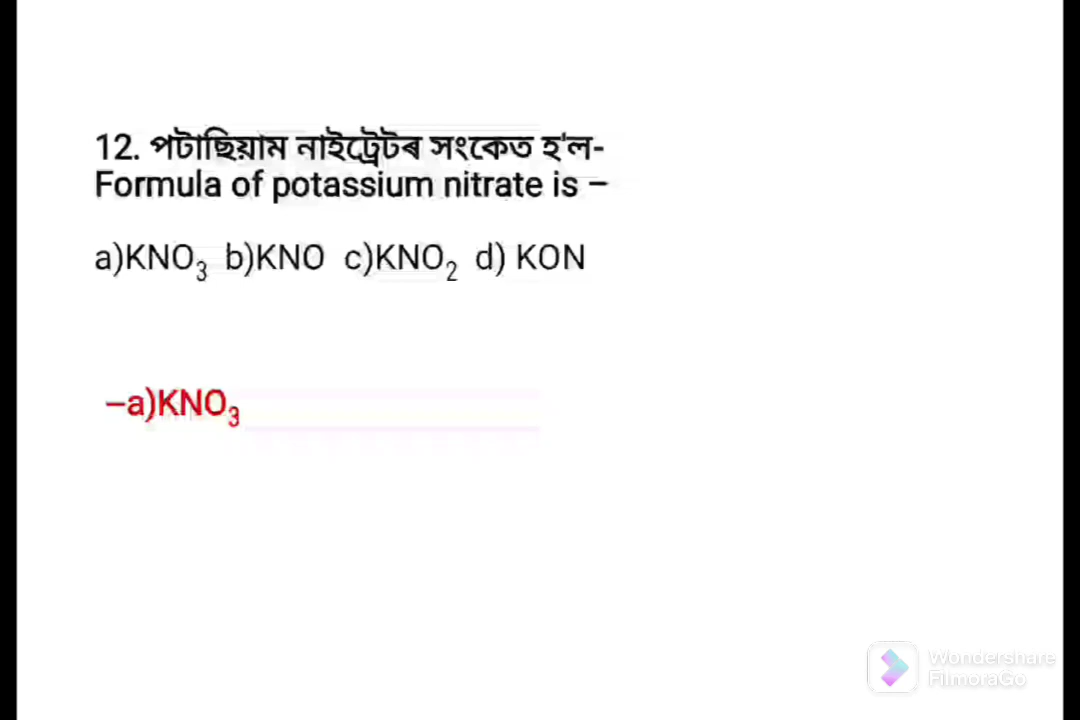 12. পটাছিয়াম নাইট্ৰেটৰ সংকেত হ'ল-
Formula of potassium nitrate is –
a)KNO₃ b)KNO c)KNO₂ d) KON
–a)KNO₃
Wondershare
FilmoraGo